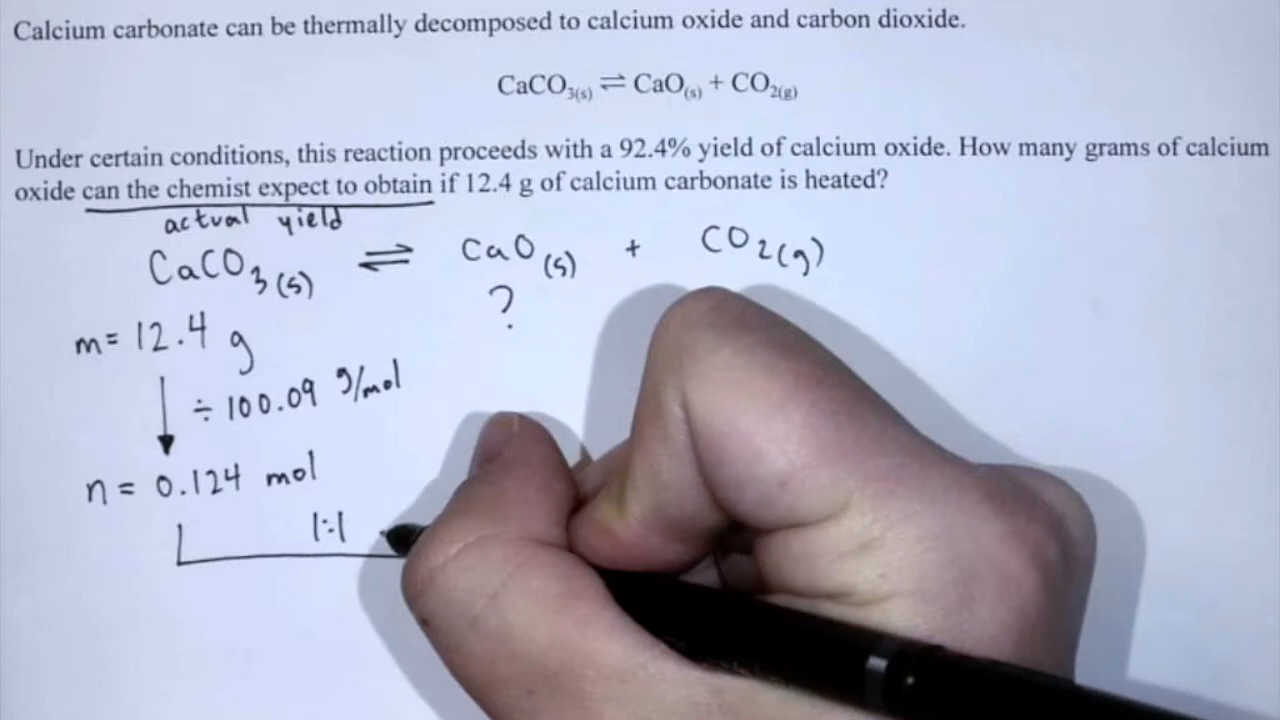 Calcium carbonate can be thermally decomposed to calcium oxide and carbon dioxide.
CaCO₃(s) ⇌ CaO(s) + CO₂(g)
Under certain conditions, this reaction proceeds with a 92.4% yield of calcium oxide. How many grams of calcium
oxide can the chemist expect to obtain if 12.4 g of calcium carbonate is heated?
actual yield
CaCO₃(s) ⇌ CaO(s) + CO₂(g)
m = 12.4 g ?
÷ 100.09 g/mol
n = 0.124 mol
1:1